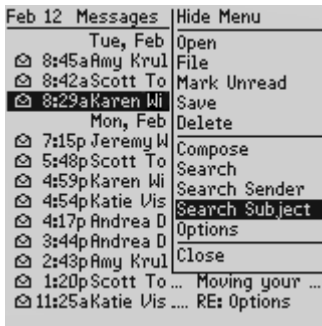 Feb 12 Messages
Tue, Feb
8:45a Amy Krul
8:42a Scott To
8:29a Karen Wi
Mon, Feb
7:15p Jeremy W
5:48p Scott To
4:59p Karen Wi
4:54p Katie Vis
4:17p Andrea D
3:44p Andrea D
2:43p Amy Krul
1:20p Scott To... Moving your ...
11:25a Katie Vis .... RE: Options
Hide Menu
Open
File
Mark Unread
Save
Delete
Compose
Search
Search Sender
Search Subject
Options
Close